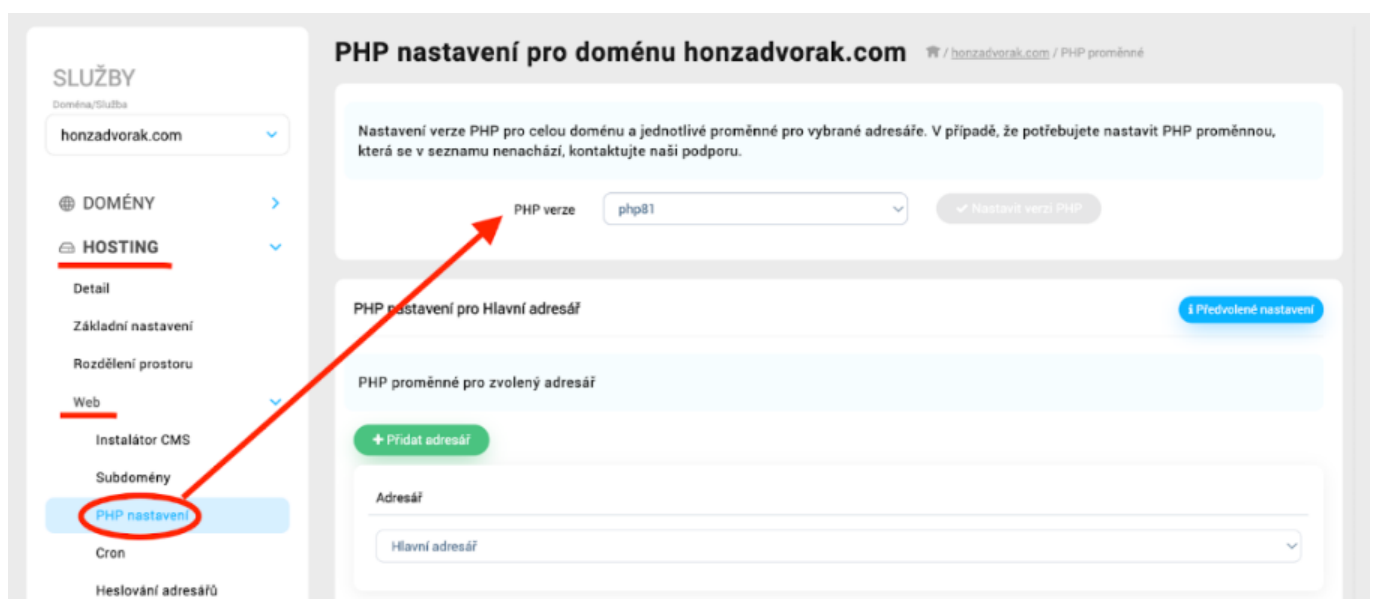 SLUŽBY
Doména/Služba
honzadvorak.com
DOMÉNY
HOSTING
Detail
Základní nastavení
Rozdělení prostoru
Web
Instalátor CMS
Subdomény
PHP nastavení
Cron
Heslování adresářů
PHP nastavení pro doménu honzadvorak.com
/ honzadvorak.com / PHP proměnné
Nastavení verze PHP pro celou doménu a jednotlivé proměnné pro vybrané adresáře. V případě, že potřebujete nastavit PHP proměnnou,
která se v seznamu nenachází, kontaktujte naši podporu.
PHP verze
php81
Nastavit verzi PHP
PHP nastavení pro Hlavní adresář
Předvolené nastavení
PHP proměnné pro zvolený adresář
+ Přidat adresář
Adresář
Hlavní adresář